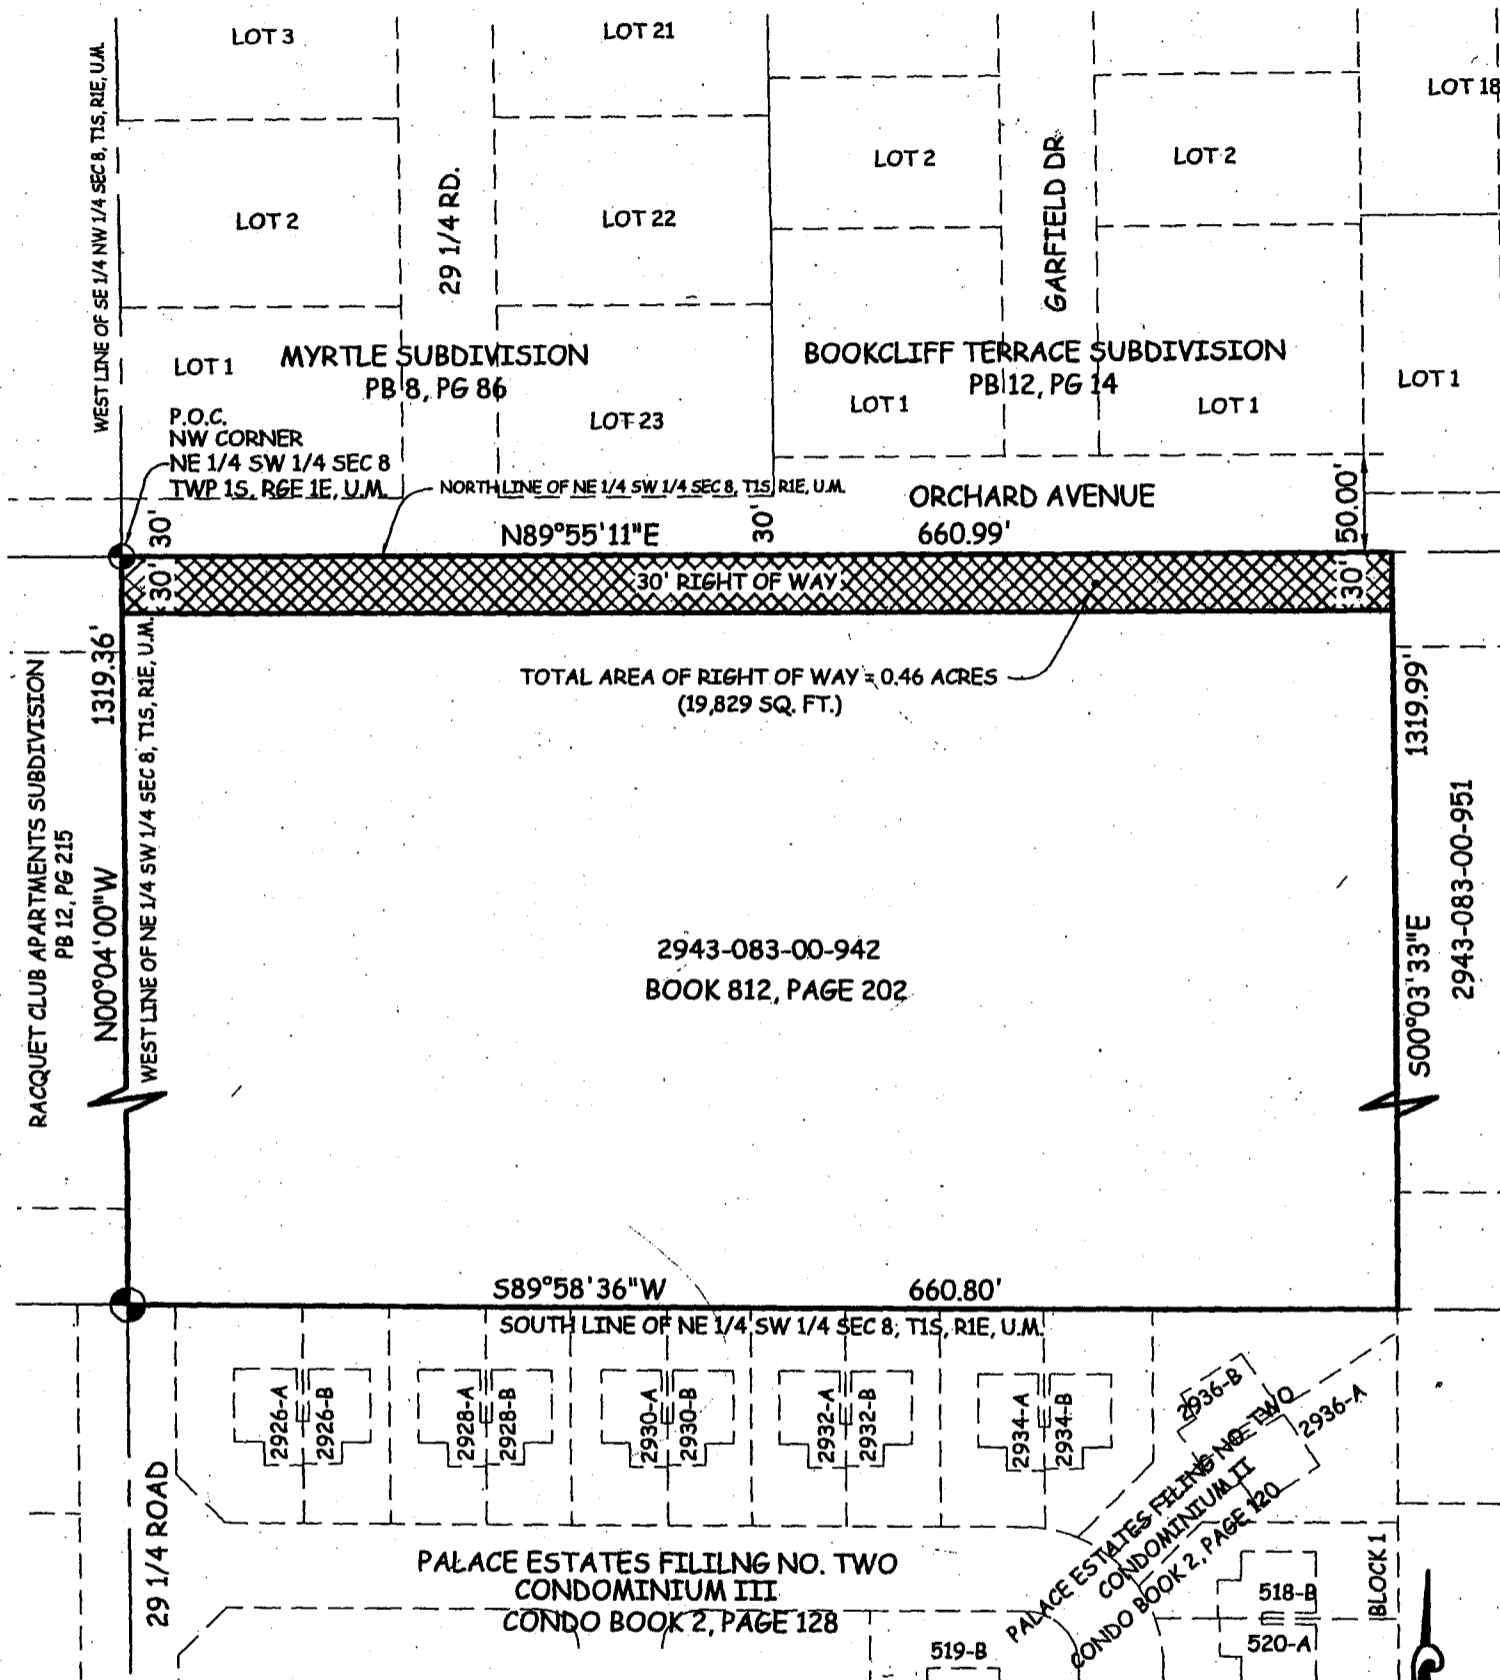 LOT 3
LOT 21
LOT 18
WEST LINE OF SE 1/4 NW 1/4 SEC 8, T1S, R1E, U.M.
LOT 2
LOT 2
LOT 2
LOT 22
29 1/4 RD.
GARFIELD DR
LOT 1
MYRTLE SUBDIVISION
PB 8, PG 86
BOOKCLIFF TERRACE SUBDIVISION
PB 12, PG 14
LOT 1
LOT 1
LOT 1
LOT 23
P.O.C.
NW CORNER
NE 1/4 SW 1/4 SEC 8
TWP 1S, RGE 1E, U.M.
NORTH LINE OF NE 1/4 SW 1/4 SEC 8, T1S, R1E, U.M.
ORCHARD AVENUE
50.00'
30'
N89°55'11"E
30'
660.99'
30'
30' RIGHT OF WAY
30'
TOTAL AREA OF RIGHT OF WAY = 0.46 ACRES
(19,829 SQ. FT.)
RACQUET CLUB APARTMENTS SUBDIVISION
PB 12, PG 215
N00°04'00"W
1319.36'
WEST LINE OF NE 1/4 SW 1/4 SEC 8, T1S, R1E, U.M.
2943-083-00-942
BOOK 812, PAGE 202
S00°03'33"E
1319.99'
2943-083-00-951
S89°58'36"W
660.80'
SOUTH LINE OF NE 1/4 SW 1/4 SEC 8, T1S, R1E, U.M.
2926-A
2926-B
2928-A
2928-B
2930-A
2930-B
2932-A
2932-B
2934-A
2934-B
2936-B
2936-A
29 1/4 ROAD
PALACE ESTATES FILILNG NO. TWO
CONDOMINIUM III
CONDO BOOK 2, PAGE 128
PALACE ESTATES FILING NO. TWO
CONDOMINIUM II
CONDO BOOK 2, PAGE 120
BLOCK 1
518-B
520-A
519-B